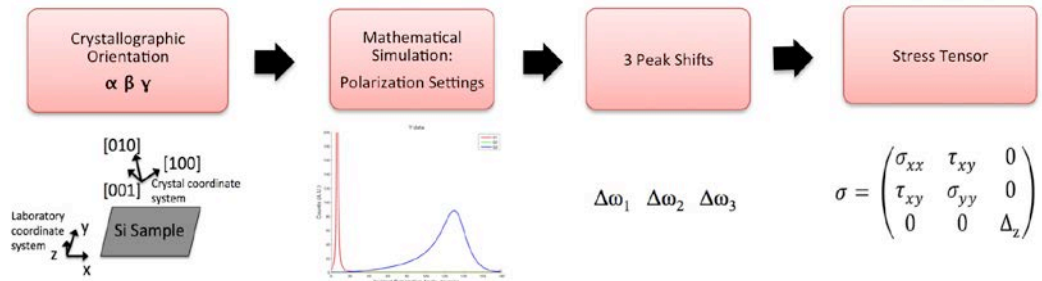 Crystallographic
Orientation
α β γ
Mathematical
Simulation:
Polarization Settings
3 Peak Shifts
Stress Tensor
[010]
[100]
[001]
Crystal coordinate
system
Laboratory
coordinate
system
y
z
x
Si Sample
Δω₁ Δω₂ Δω₃
σ =
σxx τxy 0
τxy σyy 0
0 0 Δz